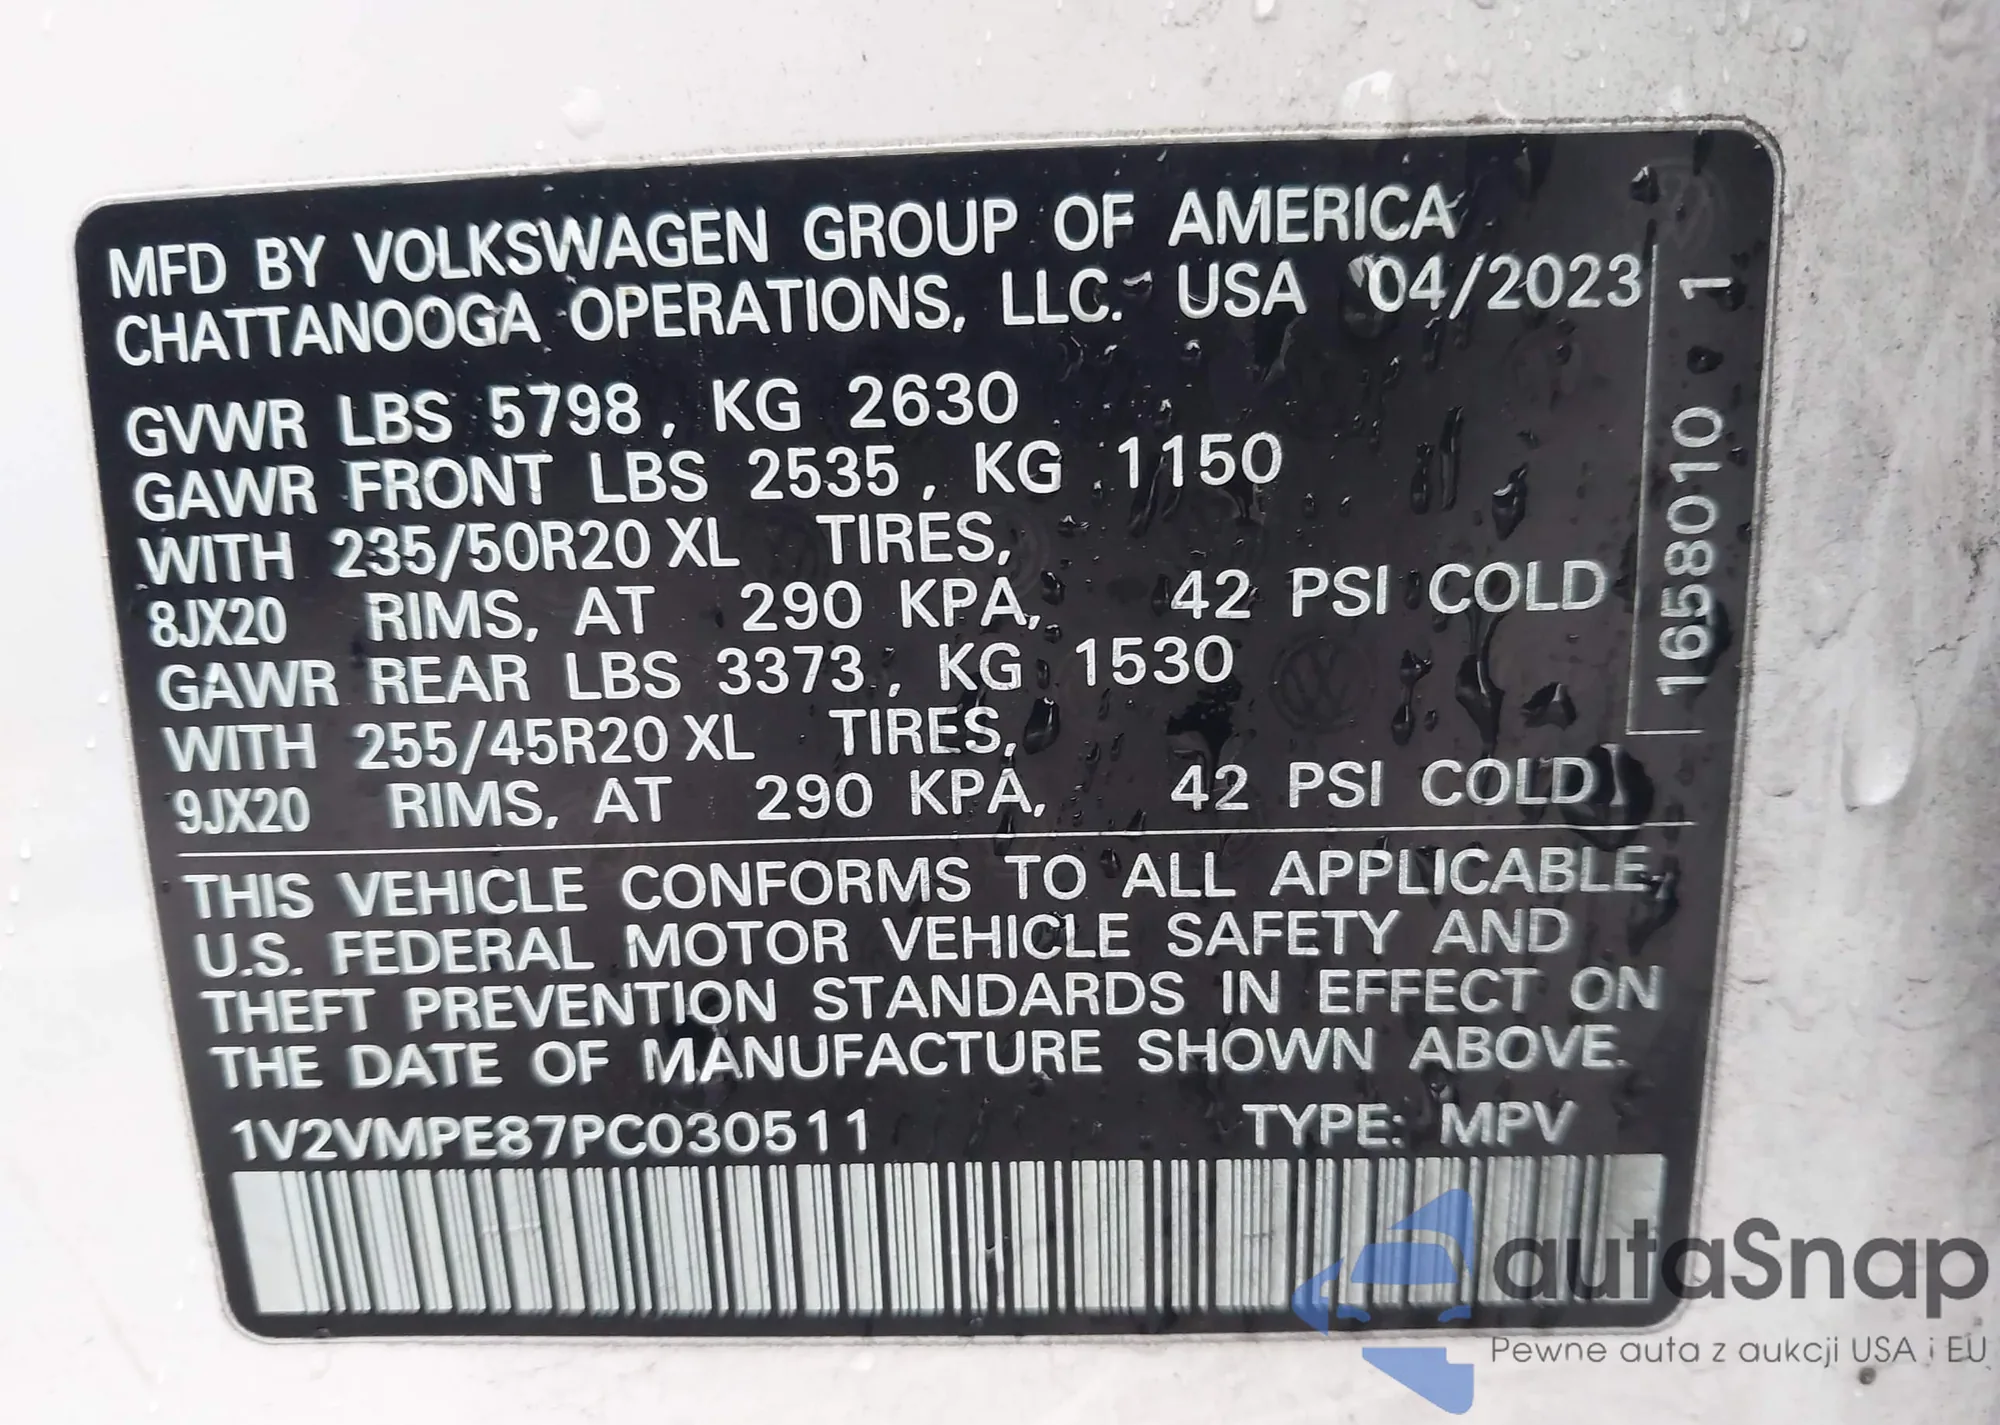 MFD BY VOLKSWAGEN GROUP OF AMERICA
CHATTANOOGA OPERATIONS, LLC. USA 04/2023
GVWR LBS 5798, KG 2630
GAWR FRONT LBS 2535, KG 1150
WITH 235/50R20 XL TIRES,
8JX20 RIMS, AT 290 KPA, 42 PSI COLD
GAWR REAR LBS 3373, KG 1530
WITH 255/45R20 XL TIRES,
9JX20 RIMS, AT 290 KPA, 42 PSI COLD
THIS VEHICLE CONFORMS TO ALL APPLICABLE
U.S. FEDERAL MOTOR VEHICLE SAFETY AND
THEFT PREVENTION STANDARDS IN EFFECT ON
THE DATE OF MANUFACTURE SHOWN ABOVE.
1V2VMPE87PC030511 TYPE: MPV
1658010 1
autaSnap
Pewne auta z aukcji USA i EU